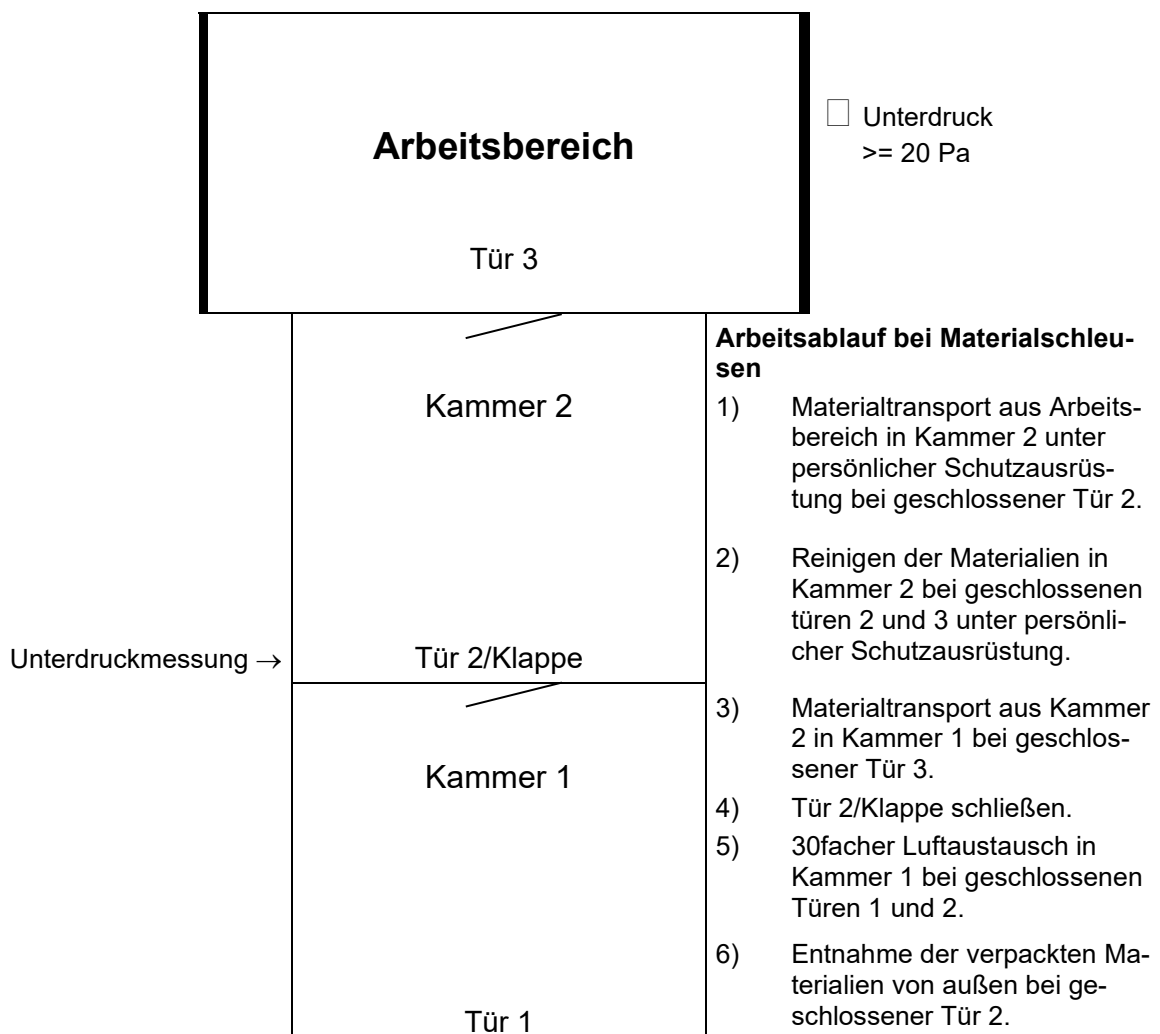 Arbeitsbereich
☐ Unterdruck
>= 20 Pa
Tür 3
Kammer 2
Unterdruckmessung →
Tür 2/Klappe
Kammer 1
Tür 1
Arbeitsablauf bei Materialschleu-
sen
1) Materialtransport aus Arbeits-
bereich in Kammer 2 unter
persönlicher Schutzausrüs-
tung bei geschlossener Tür 2.
2) Reinigen der Materialien in
Kammer 2 bei geschlossenen
türen 2 und 3 unter persönli-
cher Schutzausrüstung.
3) Materialtransport aus Kammer
2 in Kammer 1 bei geschlos-
sener Tür 3.
4) Tür 2/Klappe schließen.
5) 30facher Luftaustausch in
Kammer 1 bei geschlossenen
Türen 1 und 2.
6) Entnahme der verpackten Ma-
terialien von außen bei ge-
schlossener Tür 2.